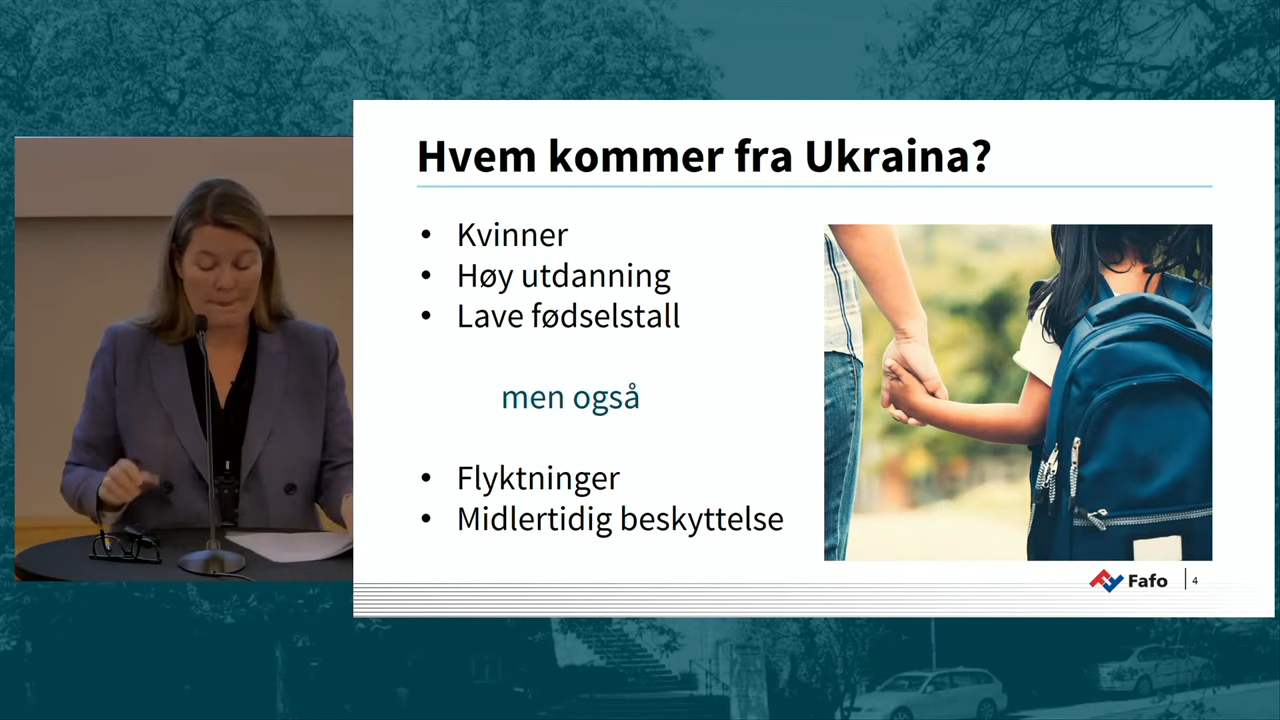 Hvem kommer fra Ukraina?
• Kvinner
• Høy utdanning
• Lave fødselstall
men også
• Flyktninger
• Midlertidig beskyttelse
Fafo
4